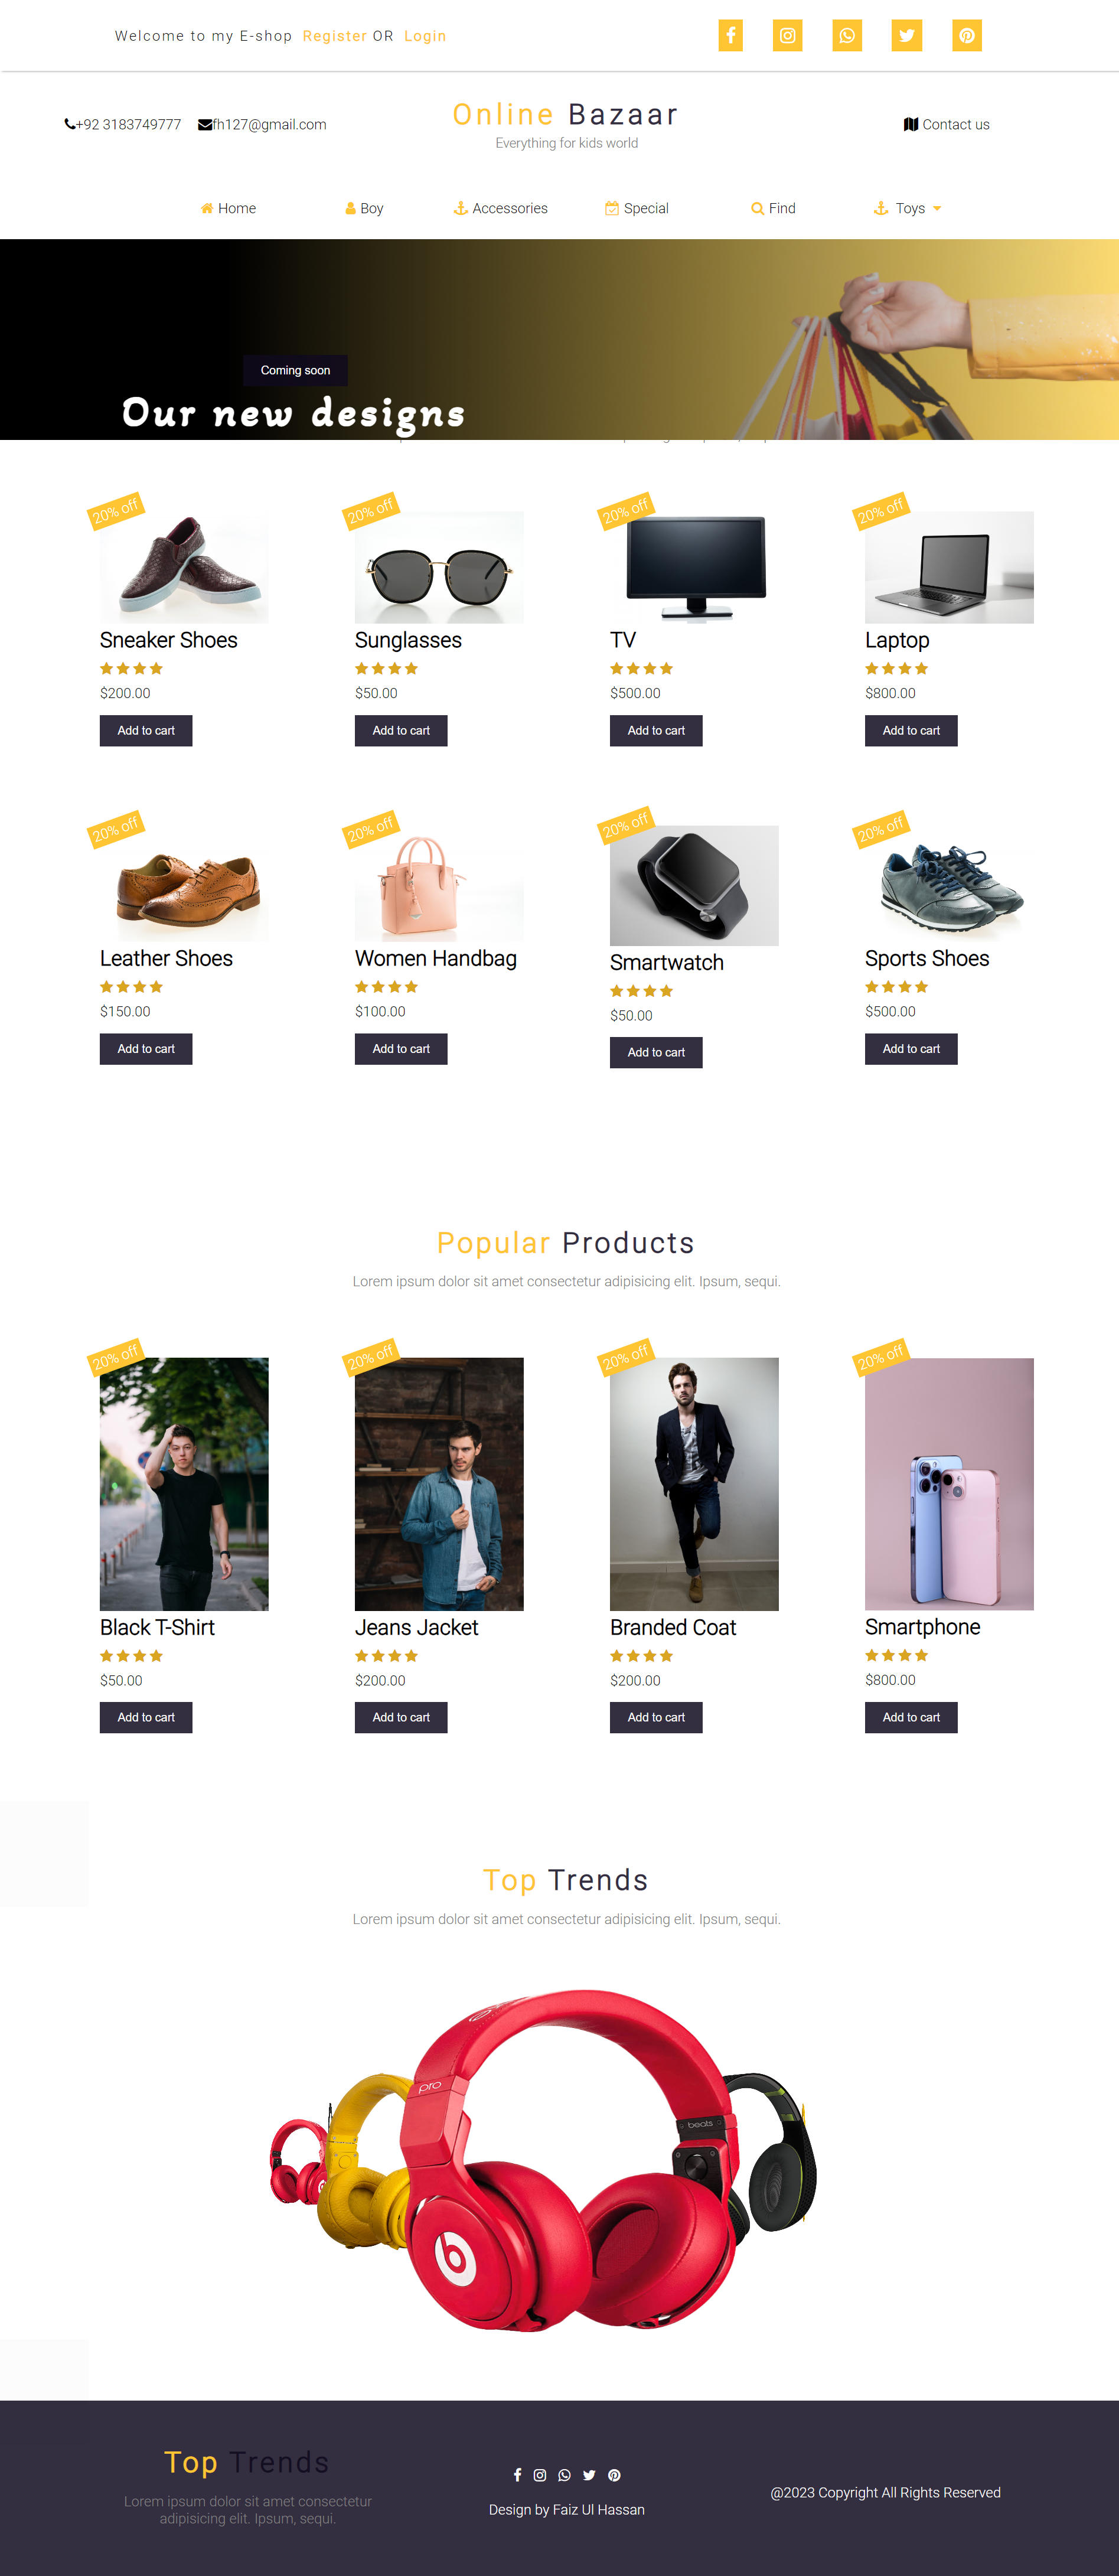 Welcome to my E-shop Register OR Login
+92 3183749777 fh127@gmail.com
Online Bazaar
Everything for kids world
Contact us
Home Boy Accessories Special Find Toys
Coming soon
Our new designs
20% off 20% off 20% off 20% off
Sneaker Shoes Sunglasses TV Laptop
$200.00 $50.00 $500.00 $800.00
Add to cart Add to cart Add to cart Add to cart
20% off 20% off 20% off 20% off
Leather Shoes Women Handbag Smartwatch Sports Shoes
$150.00 $100.00 $50.00 $500.00
Add to cart Add to cart Add to cart Add to cart
Popular Products
Lorem ipsum dolor sit amet consectetur adipisicing elit. Ipsum, sequi.
20% off 20% off 20% off 20% off
Black T-Shirt Jeans Jacket Branded Coat Smartphone
$50.00 $200.00 $200.00 $800.00
Add to cart Add to cart Add to cart Add to cart
Top Trends
Lorem ipsum dolor sit amet consectetur adipisicing elit. Ipsum, sequi.
pro
beats
b
Top Trends
Lorem ipsum dolor sit amet consectetur
adipisicing elit. Ipsum, sequi.
Design by Faiz Ul Hassan
@2023 Copyright All Rights Reserved